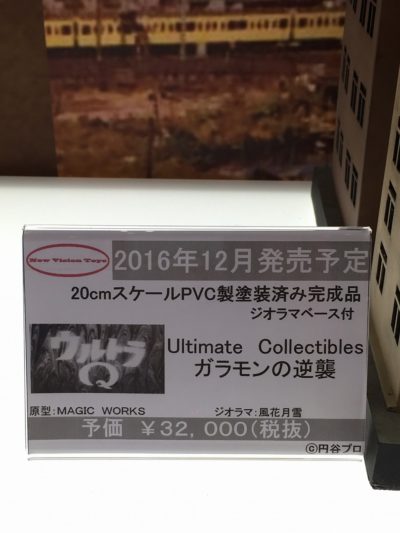 New Vision Toys
2016年12月発売予定
20cmスケールPVC製塗装済み完成品
ジオラマベース付
ウルトラ
Q
Ultimate Collectibles
ガラモンの逆襲
原型:MAGIC WORKS ジオラマ:風花月雪
予価 ¥32,000(税抜)
©円谷プロ